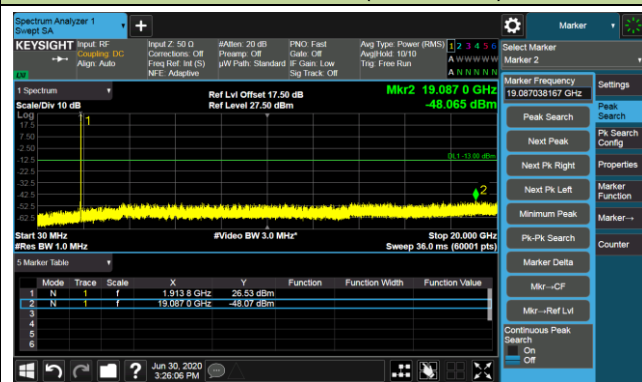 Spectrum Analyzer 1
Swept SA
+
Marker
KEYSIGHT
Input: RF
Coupling: DC
Align: Auto
Input Z: 50 Ω
Corrections: Off
Freq Ref: Int (S)
NFE: Adaptive
#Atten: 20 dB
Preamp: Off
µW Path: Standard
PNO: Fast
Gate: Off
IF Gain: Low
Sig Track: Off
Avg Type: Power (RMS)
Avg|Hold: 10/10
Trig: Free Run
1 2 3 4 5 6
A W W W W W
A N N N N N
Select Marker
Marker 2
Marker Frequency
19.087038167 GHz
Settings
Peak Search
Next Peak
Next Pk Right
Next Pk Left
Minimum Peak
Pk-Pk Search
Marker Delta
Mkr→CF
Mkr→Ref Lvl
Continuous Peak
Search
On
Off
Peak
Search
Pk Search
Config
Properties
Marker
Function
Marker→
Counter
1 Spectrum
Scale/Div 10 dB
Ref Lvl Offset 17.50 dB
Ref Level 27.50 dBm
Mkr2 19.087 0 GHz
-48.065 dBm
Log
17.5
7.50
-2.50
-12.5
-22.5
-32.5
-42.5
-52.5
-62.5
1
DL1 -13.00 dBm
2
Start 30 MHz
#Res BW 1.0 MHz
#Video BW 3.0 MHz*
Stop 20.000 GHz
Sweep 36.0 ms (60001 pts)
5 Marker Table
Mode Trace Scale X Y Function Function Width Function Value
1 N 1 f 1.913 8 GHz 26.53 dBm
2 N 1 f 19.087 0 GHz -48.07 dBm
3
4
5
6
?
Jun 30, 2020
3:26:06 PM